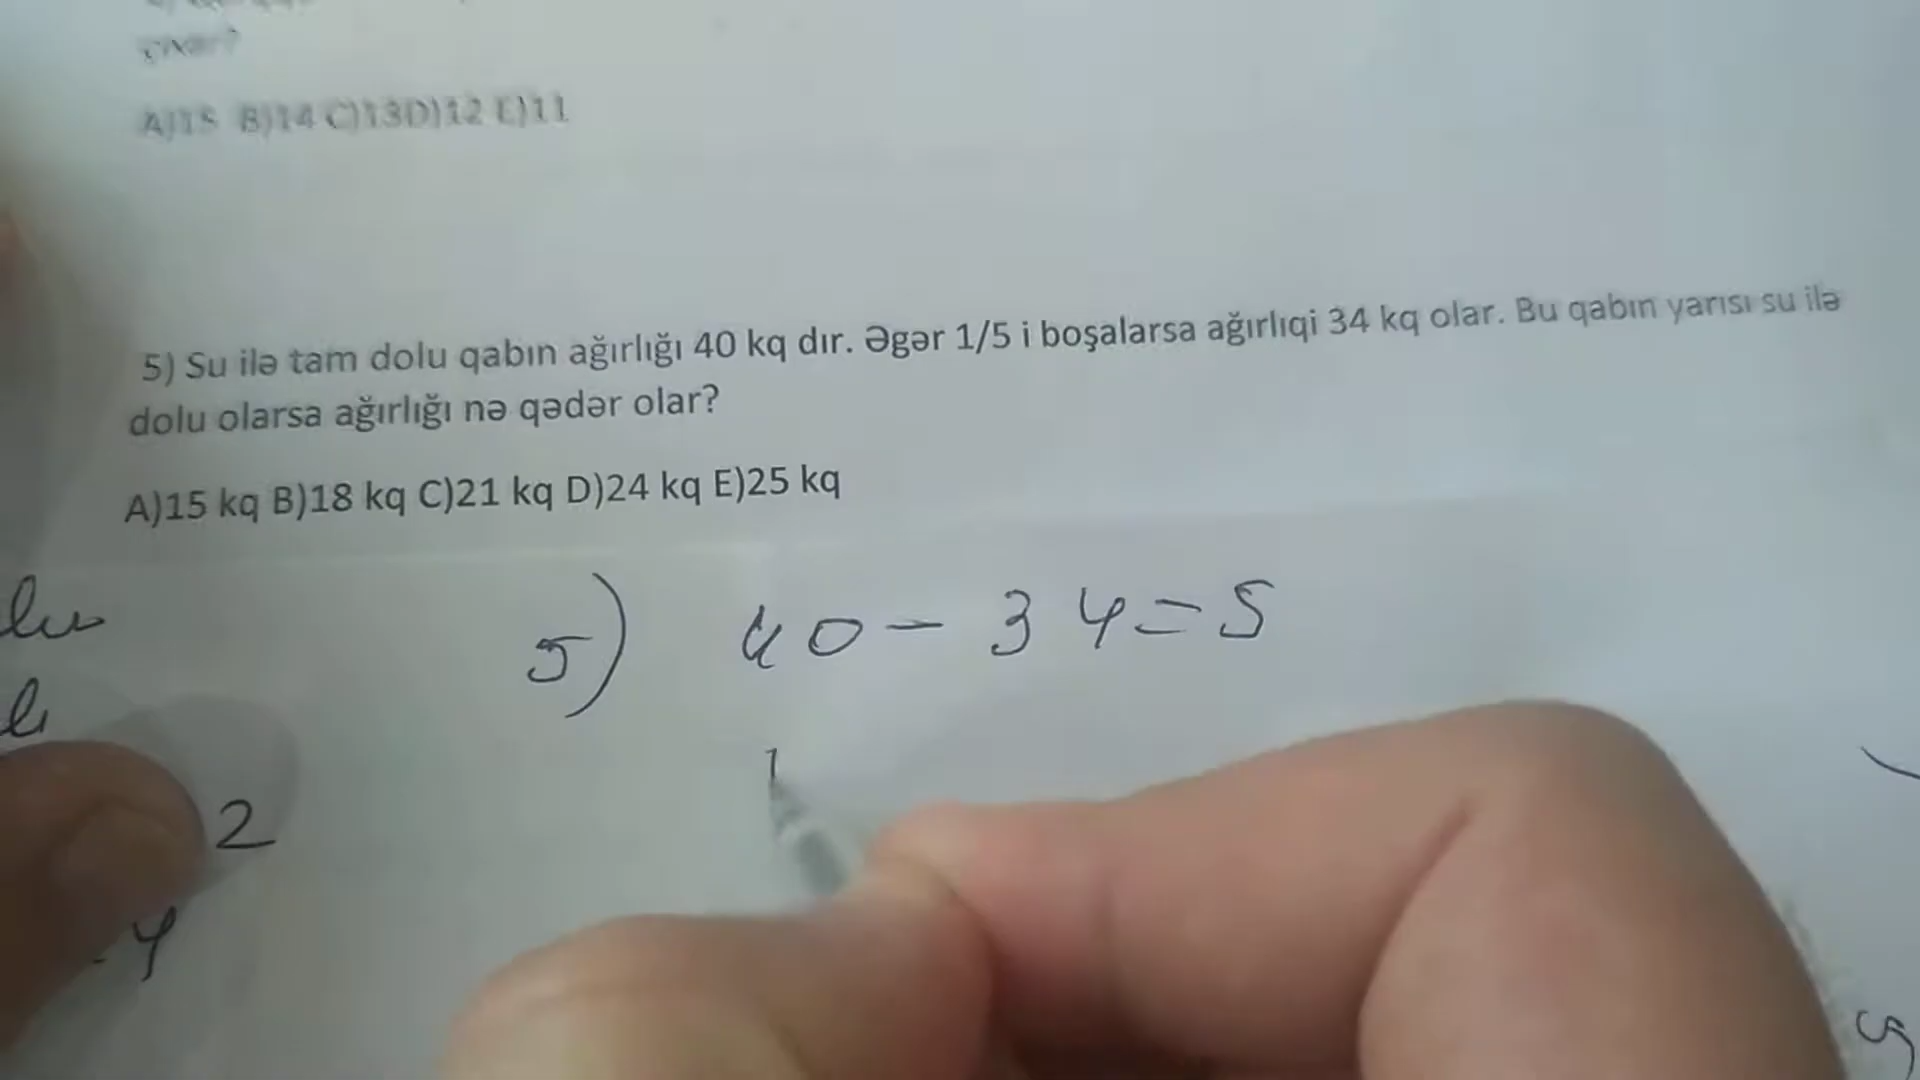 A)15 B)14 C)13D)12 E)11
5) Su ilə tam dolu qabın ağırlığı 40 kq dır. Əgər 1/5 i boşalarsa ağırlıqi 34 kq olar. Bu qabın yarısı su ilə
dolu olarsa ağırlığı nə qədər olar?
A)15 kq B)18 kq C)21 kq D)24 kq E)25 kq
5) 40 - 34 = 5
2
4